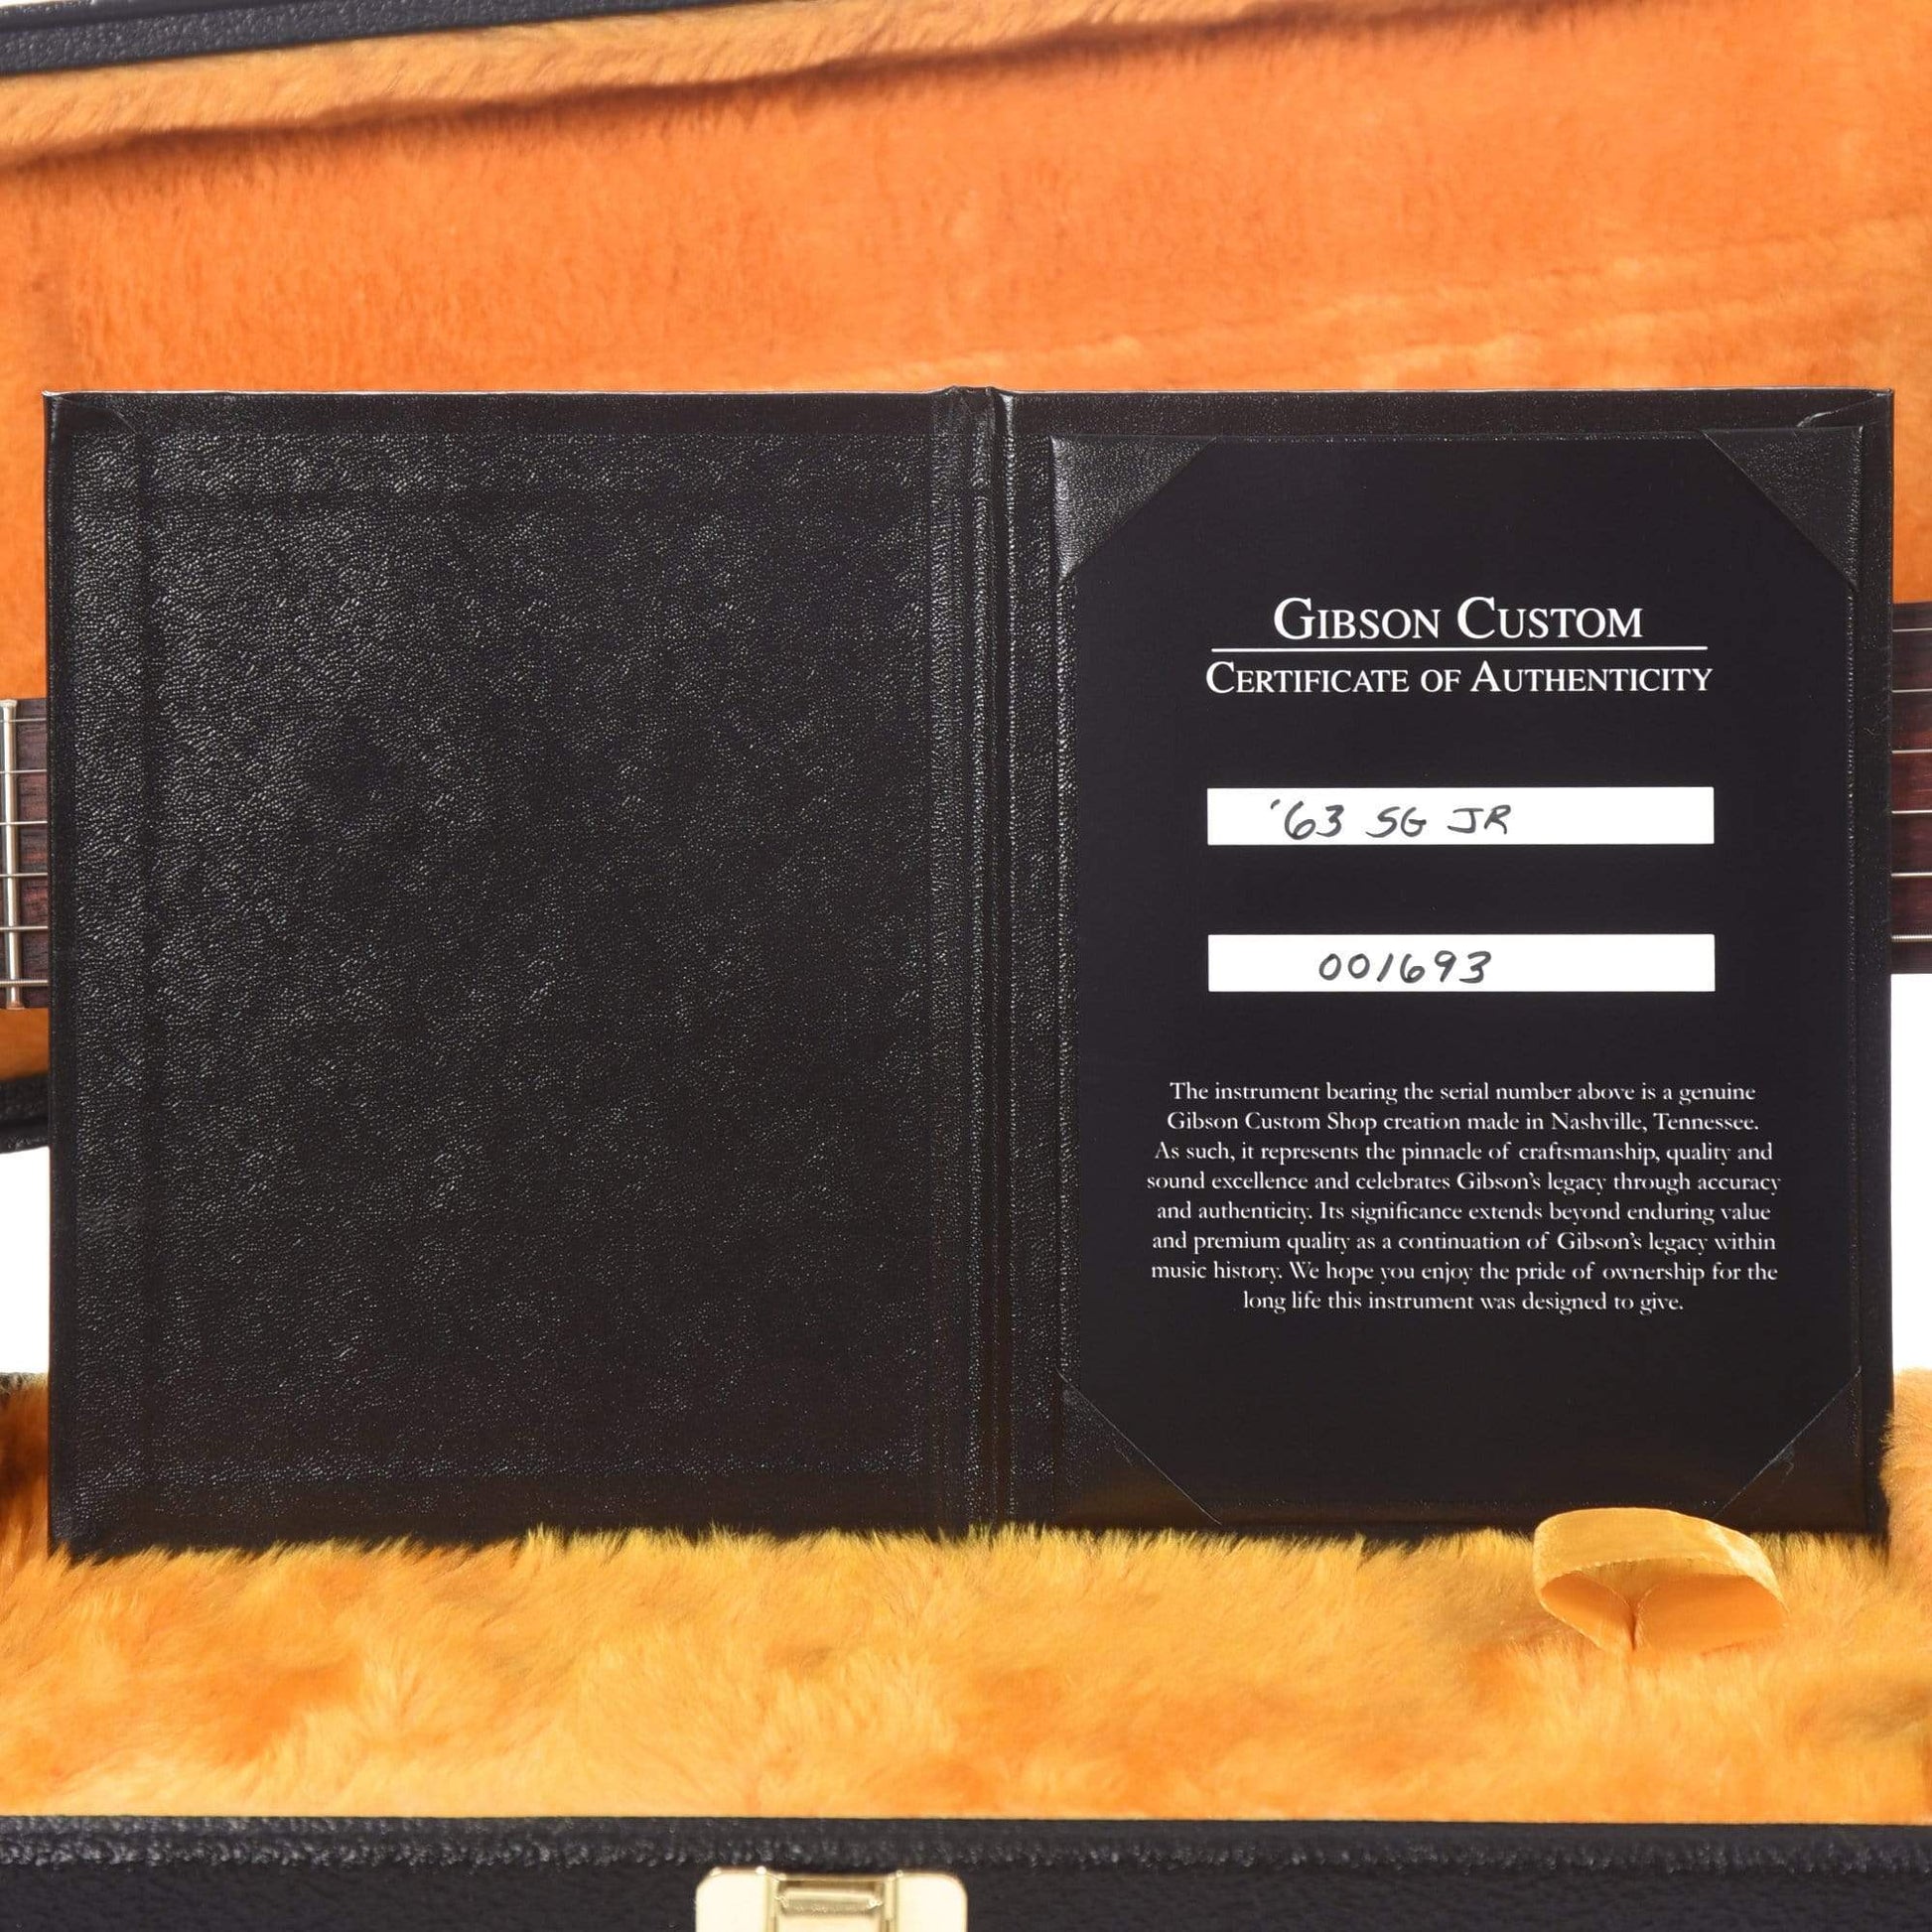 GIBSON CUSTOM
CERTIFICATE OF AUTHENTICITY
'63 SG JR
001693
The instrument bearing the serial number above is a genuine
Gibson Custom Shop creation made in Nashville, Tennessee.
As such, it represents the pinnacle of craftsmanship, quality and
sound excellence and celebrates Gibson's legacy through accuracy
and authenticity. Its significance extends beyond enduring value
and premium quality as a continuation of Gibson's legacy within
music history. We hope you enjoy the pride of ownership for the
long life this instrument was designed to give.